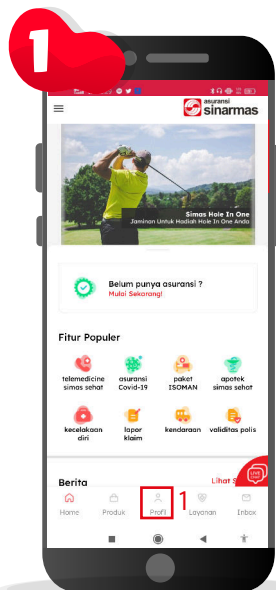 1
asuransi
sinarmas
Simas Hole In One
Jaminan Untuk Hadiah Hole In One Anda
Belum punya asuransi ?
Mulai Sekarang!
Fitur Populer
telemedicine
simas sehat
asuransi
Covid-19
paket
ISOMAN
apotek
simas sehat
kecelakaan
diri
lapor
klaim
kendaraan
validitas polis
Berita
Lihat
LIVE
Home
Produk
Profil
1
Layanan
Inbox